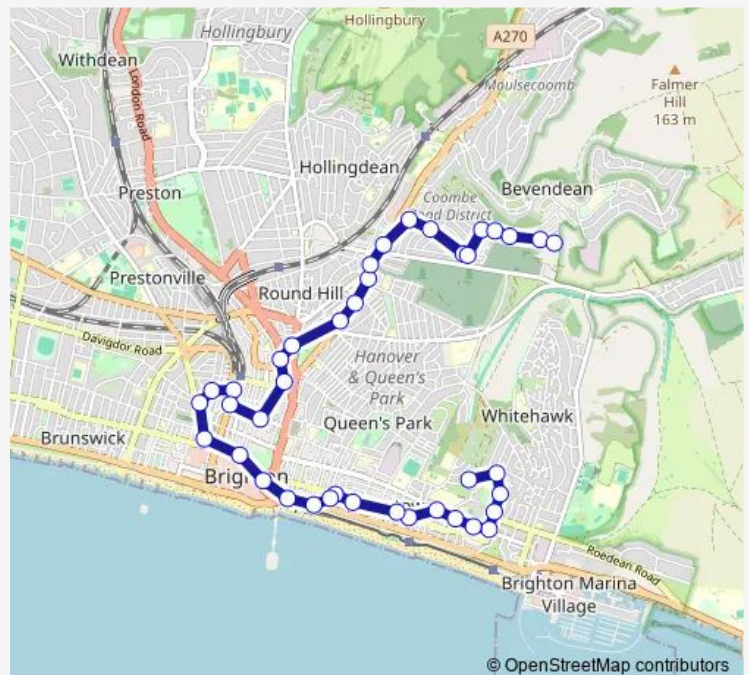 Hollingbury
Hollingbury
A270
Withdean
Moulsecoomb
Falmer
Hill
163 m
London Road
Hollingdean
Bevendean
Preston
Coombe
Road District
Prestonville
Round Hill
Davigdor Road
Hanover
& Queen's
Park
Queen's Park
Whitehawk
Brunswick
Brighton
Roedean Road
Brighton Marina
Village
© OpenStreetMap contributors